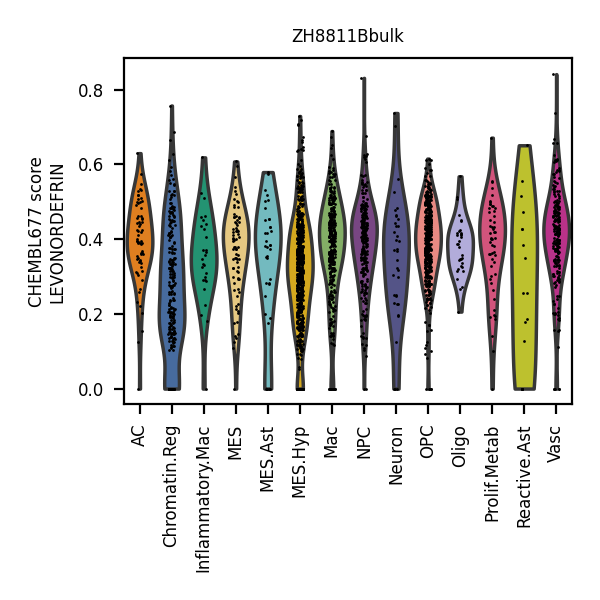 ZH8811Bbulk
CHEMBL677 score
LEVONORDEFRIN
0.8
0.6
0.4
0.2
0.0
AC
Chromatin.Reg
Inflammatory.Mac
MES
MES.Ast
MES.Hyp
Mac
NPC
Neuron
OPC
Oligo
Prolif.Metab
Reactive.Ast
Vasc